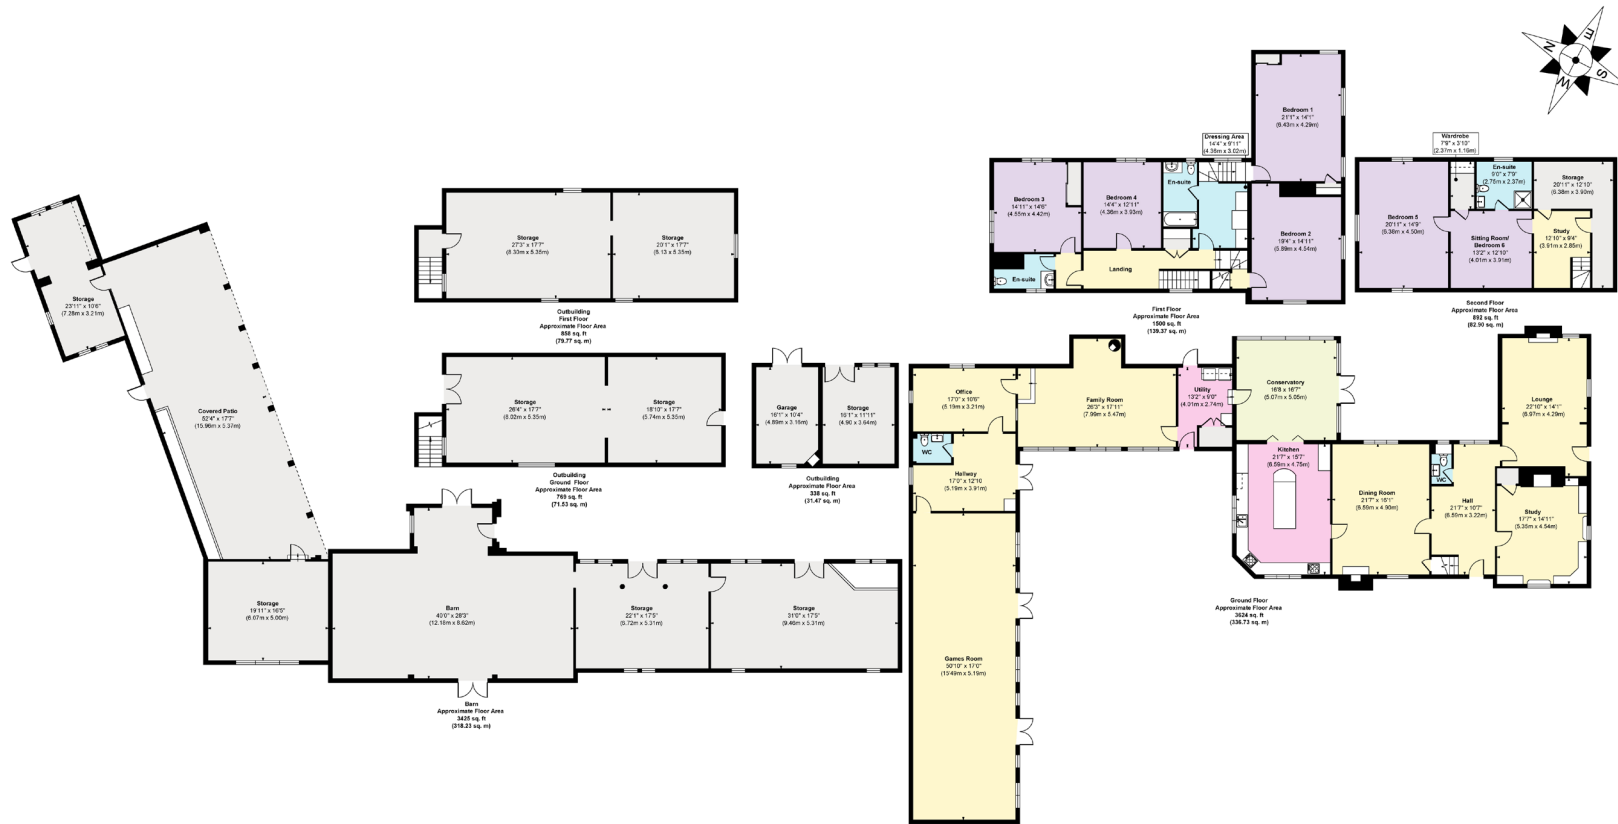 N
E
S
W
Bedroom 1
21'1" x 14'1"
(6.43m x 4.29m)
Dressing Area
14'4" x 9'11"
(4.36m x 3.02m)
Bedroom 3
14'11" x 14'6"
(4.55m x 4.42m)
Bedroom 4
14'4" x 12'11"
(4.36m x 3.93m)
En-suite
Bedroom 2
19'4" x 14'11"
(5.89m x 4.54m)
Landing
En-suite
First Floor
Approximate Floor Area
1500 sq. ft
(139.37 sq. m)
Wardrobe
7'9" x 3'10"
(2.37m x 1.16m)
En-suite
9'0" x 7'9"
(2.75m x 2.37m)
Storage
20'11" x 12'10"
(6.38m x 3.90m)
Bedroom 5
20'11" x 14'9"
(6.38m x 4.50m)
Sitting Room/
Bedroom 6
13'2" x 12'10"
(4.01m x 3.91m)
Study
12'10" x 9'4"
(3.91m x 2.85m)
Second Floor
Approximate Floor Area
892 sq. ft
(82.90 sq. m)
Storage
27'3" x 17'7"
(8.30m x 5.35m)
Storage
20'1" x 17'7"
(6.13 x 5.35m)
Outbuilding
First Floor
Approximate Floor Area
858 sq. ft
(79.77 sq. m)
Storage
23'11" x 10'6"
(7.28m x 3.21m)
Covered Patio
52'4" x 17'7"
(15.96m x 5.37m)
Storage
26'4" x 17'7"
(8.02m x 5.35m)
Storage
18'10" x 17'7"
(5.74m x 5.35m)
Outbuilding
Ground Floor
Approximate Floor Area
769 sq. ft
(71.53 sq. m)
Garage
16'1" x 10'4"
(4.89m x 3.16m)
Storage
16'1" x 11'11"
(4.90 x 3.64m)
Outbuilding
Approximate Floor Area
338 sq. ft
(31.47 sq. m)
Office
17'0" x 10'6"
(5.19m x 3.21m)
Family Room
26'3" x 17'11"
(7.99m x 5.47m)
Utility
13'2" x 9'0"
(4.01m x 2.74m)
Conservatory
16'8 x 16'7"
(5.07m x 5.05m)
Lounge
22'10" x 14'1"
(6.97m x 4.29m)
WC
Hallway
17'0" x 12'10
(5.19m x 3.91m)
Kitchen
21'7" x 15'7"
(6.59m x 4.75m)
Dining Room
21'7" x 16'1"
(6.59m x 4.90m)
WC
Hall
21'7" x 10'7"
(6.59m x 3.22m)
Study
17'7" x 14'11"
(5.35m x 4.54m)
Ground Floor
Approximate Floor Area
3624 sq. ft
(336.73 sq. m)
Games Room
50'10" x 17'0"
(15.49m x 5.19m)
Storage
19'11" x 16'5"
(6.07m x 5.00m)
Barn
40'0" x 28'3"
(12.18m x 8.62m)
Storage
22'1" x 17'5"
(6.72m x 5.31m)
Storage
31'0" x 17'5"
(9.46m x 5.31m)
Barn
Approximate Floor Area
3425 sq. ft
(318.23 sq. m)